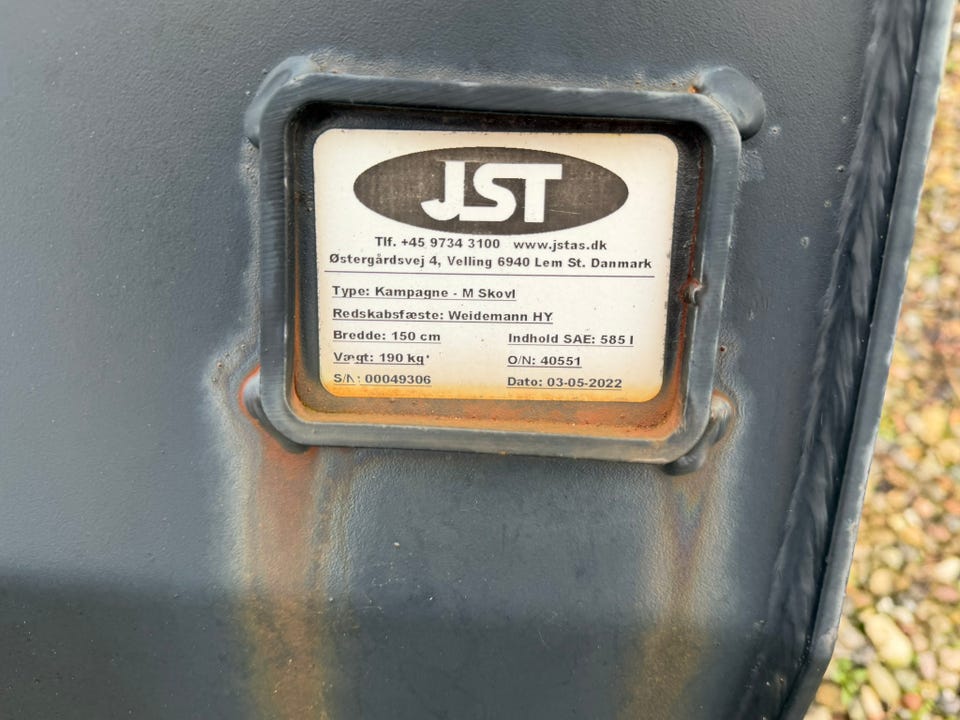 JST
Tlf. +45 9734 3100 www.jstas.dk
Østergårdsvej 4, Velling 6940 Lem St. Danmark
Type: Kampagne - M Skovl
Redskabsfæste: Weidemann HY
Bredde: 150 cm Indhold SAE: 585 l
Vægt: 190 kg O/N: 40551
S/N: 00049306 Dato: 03-05-2022